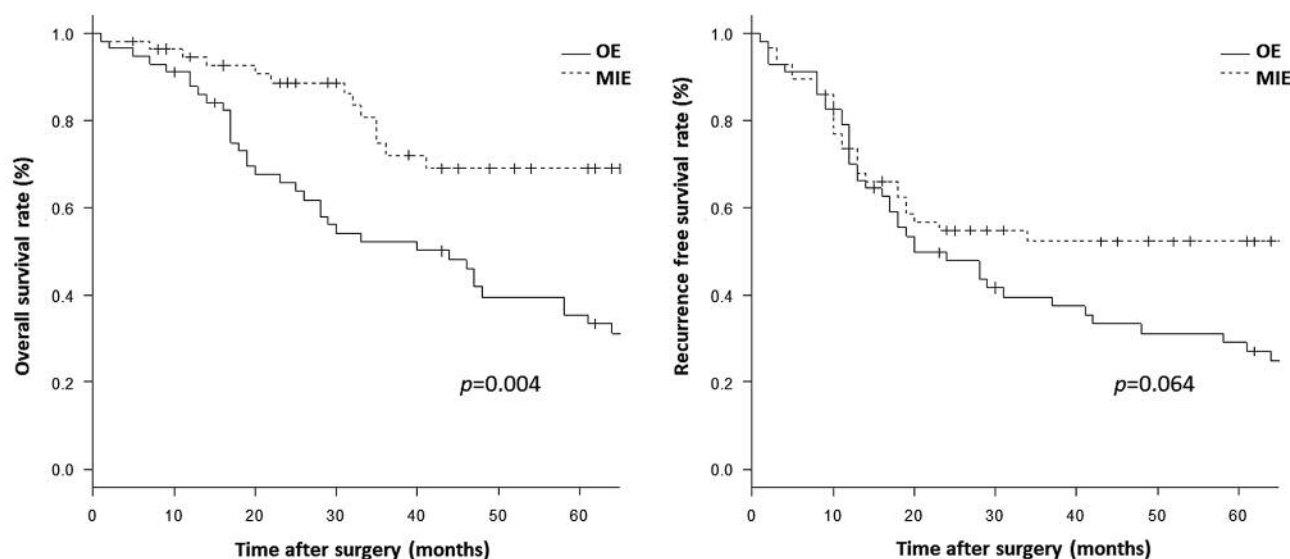 Overall survival rate (%)
1.0
0.8
0.6
0.4
0.2
0.0
OE
MIE
p=0.004
0 10 20 30 40 50 60
Time after surgery (months)
Recurrence free survival rate (%)
1.0
0.8
0.6
0.4
0.2
0.0
OE
MIE
p=0.064
0 10 20 30 40 50 60
Time after surgery (months)